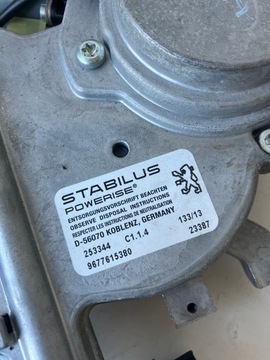 STABILUS
POWERISE®
ENTSORGUNGSVORSCHRIFT BEACHTEN
OBSERVE DISPOSAL INSTRUCTIONS
RESPECTER LES INSTRUCTIONS DE NEUTRALISATION
D-56070 KOBLENZ, GERMANY 133/13
253344 C1.1.4 23387
9677615380